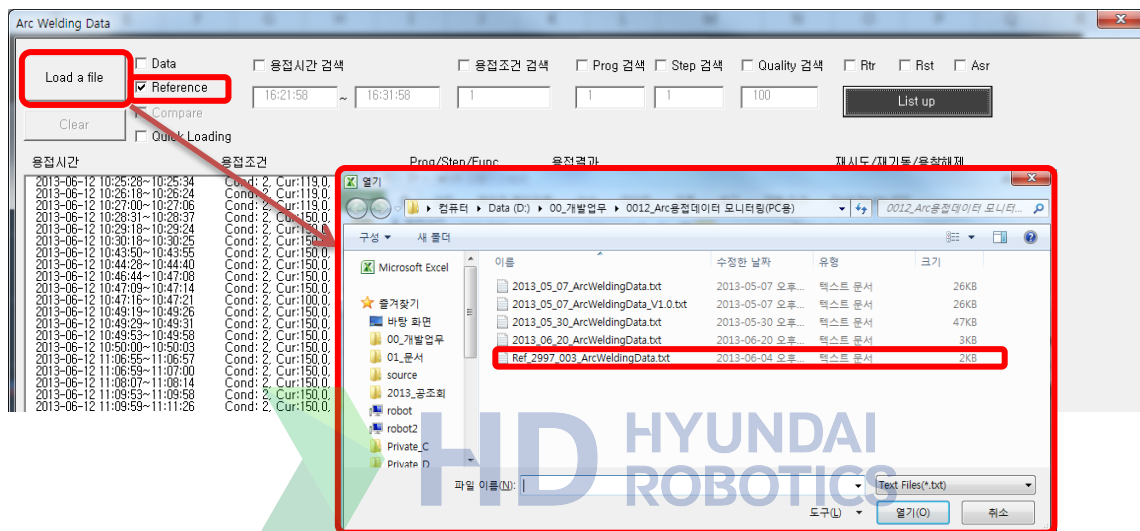 Arc Welding Data
Load a file
Data
Reference
Compare
Quick Loading
Clear
용접시간 검색
용접조건 검색
Prog 검색
Step 검색
Quality 검색
Rtr
Rst
Asr
16:21:58 ~ 16:31:58
1
1
1
100
List up
용접시간 용접조건 Prog/Step/Func 용접결과 재시도/재기동/융착해제
2013-06-12 10:25:28~10:25:34 Cond: 2, Cur:119,0,
2013-06-12 10:26:18~10:26:24 Cond: 2, Cur:119,0,
2013-06-12 10:27:00~10:27:06 Cond: 2, Cur:119,0,
2013-06-12 10:28:31~10:28:37 Cond: 2, Cur:150,0,
2013-06-12 10:29:18~10:29:24 Cond: 2, Cur:150,0,
2013-06-12 10:30:18~10:30:25 Cond: 2, Cur:150,0,
2013-06-12 10:43:50~10:43:55 Cond: 2, Cur:150,0,
2013-06-12 10:44:28~10:44:40 Cond: 2, Cur:150,0,
2013-06-12 10:46:44~10:47:08 Cond: 2, Cur:150,0,
2013-06-12 10:47:09~10:47:14 Cond: 2, Cur:150,0,
2013-06-12 10:47:16~10:47:21 Cond: 2, Cur:100,0,
2013-06-12 10:49:19~10:49:26 Cond: 2, Cur:150,0,
2013-06-12 10:49:29~10:49:31 Cond: 2, Cur:150,0,
2013-06-12 10:49:53~10:49:58 Cond: 2, Cur:150,0,
2013-06-12 10:50:00~10:50:03 Cond: 2, Cur:150,0,
2013-06-12 11:06:55~11:06:57 Cond: 2, Cur:150,0,
2013-06-12 11:06:59~11:07:00 Cond: 2, Cur:150,0,
2013-06-12 11:08:07~11:08:14 Cond: 2, Cur:150,0,
2013-06-12 11:09:53~11:09:58 Cond: 2, Cur:150,0,
2013-06-12 11:09:59~11:11:26 Cond: 2, Cur:150,0,
열기
컴퓨터 ▸ Data (D:) ▸ 00_개발업무 ▸ 0012_Arc용접데이터 모니터링(PC용)
0012_Arc용접데이터 모니터...
구성 새 폴더
Microsoft Excel
즐겨찾기
바탕 화면
00_개발업무
01_문서
source
2013_공조회
robot
robot2
Private_C
Private_D
이름 수정한 날짜 유형 크기
2013_05_07_ArcWeldingData.txt 2013-05-07 오후... 텍스트 문서 26KB
2013_05_07_ArcWeldingData_V1.0.txt 2013-05-07 오후... 텍스트 문서 26KB
2013_05_30_ArcWeldingData.txt 2013-05-30 오후... 텍스트 문서 47KB
2013_06_20_ArcWeldingData.txt 2013-06-20 오후... 텍스트 문서 3KB
Ref_2997_003_ArcWeldingData.txt 2013-06-04 오후... 텍스트 문서 2KB
HD HYUNDAI
ROBOTICS
파일 이름(N):
Text Files(*.txt)
도구(L) 열기(O) 취소